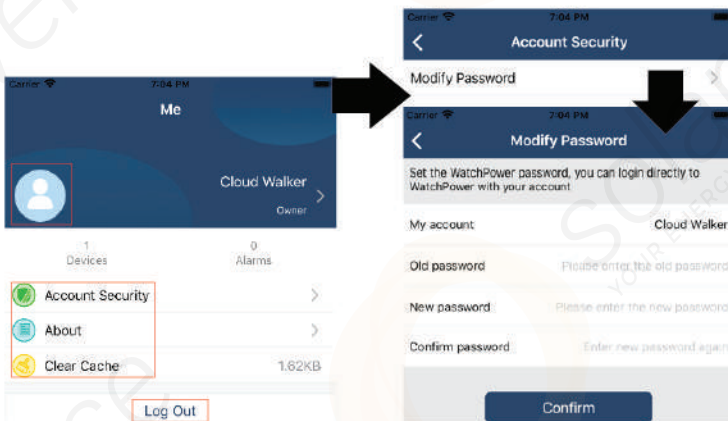 Carrier 7:04 PM
Me
Cloud Walker
Owner
1
Devices
0
Alarms
Account Security
About
Clear Cache 1.62KB
Log Out
Carrier 7:04 PM
Account Security
Modify Password
Carrier 7:04 PM
Modify Password
Set the WatchPower password, you can login directly to
WatchPower with your account
My account Cloud Walker
Old password Please enter the old password
New password Please enter the new password
Confirm password Enter new password again
Confirm